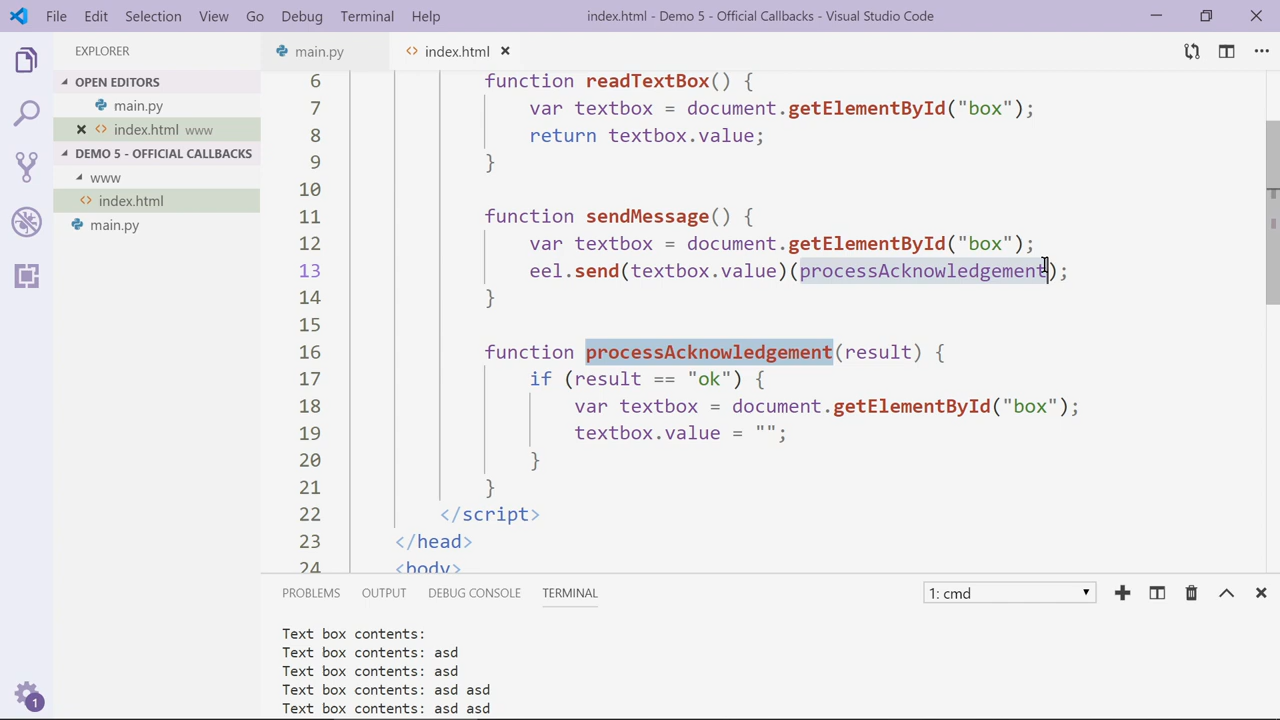 File Edit Selection View Go Debug Terminal Help index.html - Demo 5 - Official Callbacks - Visual Studio Code
EXPLORER
OPEN EDITORS
main.py
index.html www
DEMO 5 - OFFICIAL CALLBACKS
www
index.html
main.py
1
main.py index.html
6 function readTextBox() {
7 var textbox = document.getElementById("box");
8 return textbox.value;
9 }
10
11 function sendMessage() {
12 var textbox = document.getElementById("box");
13 eel.send(textbox.value)(processAcknowledgement);
14 }
15
16 function processAcknowledgement(result) {
17 if (result == "ok") {
18 var textbox = document.getElementById("box");
19 textbox.value = "";
20 }
21 }
22 </script>
23 </head>
24 <body>
PROBLEMS OUTPUT DEBUG CONSOLE TERMINAL 1: cmd
Text box contents:
Text box contents: asd
Text box contents: asd
Text box contents: asd asd
Text box contents: asd asd